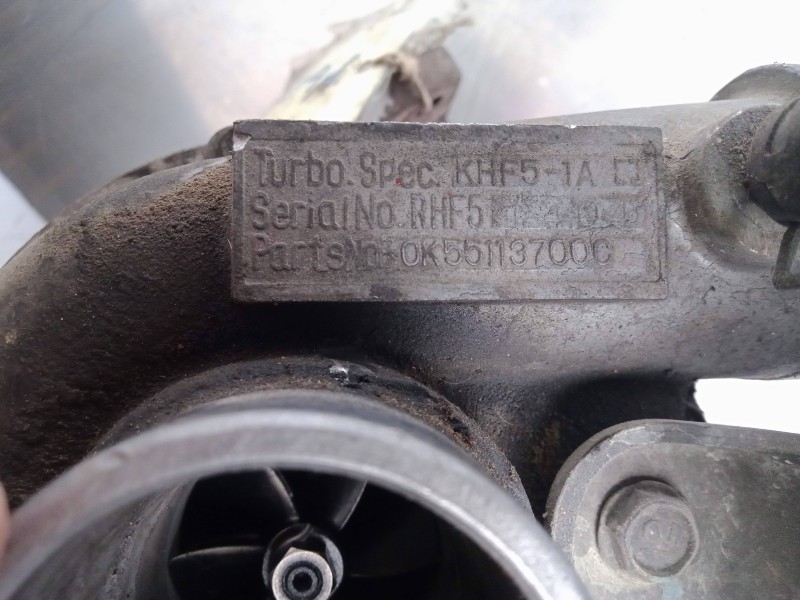 Turbo.Spec. KHF5-1A
Serial No. RHF5
Parts No. 0K55113700C